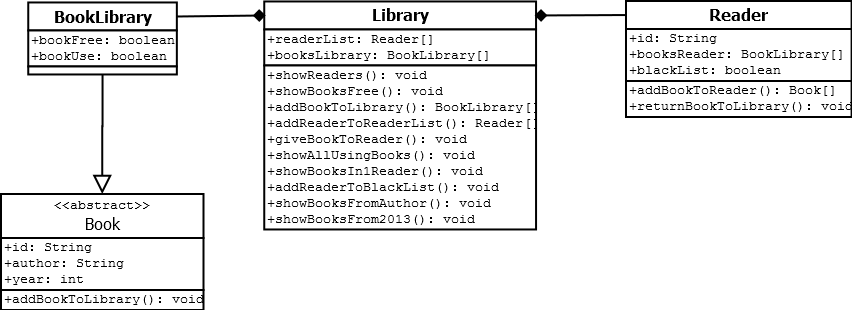 BookLibrary
+bookFree: boolean
+bookUse: boolean
<<abstract>>
Book
+id: String
+author: String
+year: int
+addBookToLibrary(): void
Library
+readerList: Reader[]
+booksLibrary: BookLibrary[]
+showReaders(): void
+showBooksFree(): void
+addBookToLibrary(): BookLibrary[]
+addReaderToReaderList(): Reader[]
+giveBookToReader(): void
+showAllUsingBooks(): void
+showBooksIn1Reader(): void
+addReaderToBlackList(): void
+showBooksFromAuthor(): void
+showBooksFrom2013(): void
Reader
+id: String
+booksReader: BookLibrary[]
+blackList: boolean
+addBookToReader(): Book[]
+returnBookToLibrary(): void